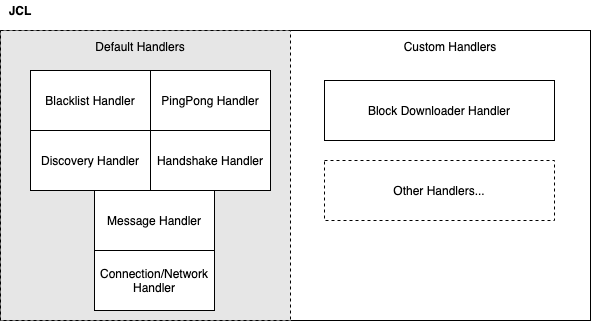 JCL
Default Handlers
Custom Handlers
Blacklist Handler
PingPong Handler
Block Downloader Handler
Discovery Handler
Handshake Handler
Other Handlers...
Message Handler
Connection/Network
Handler